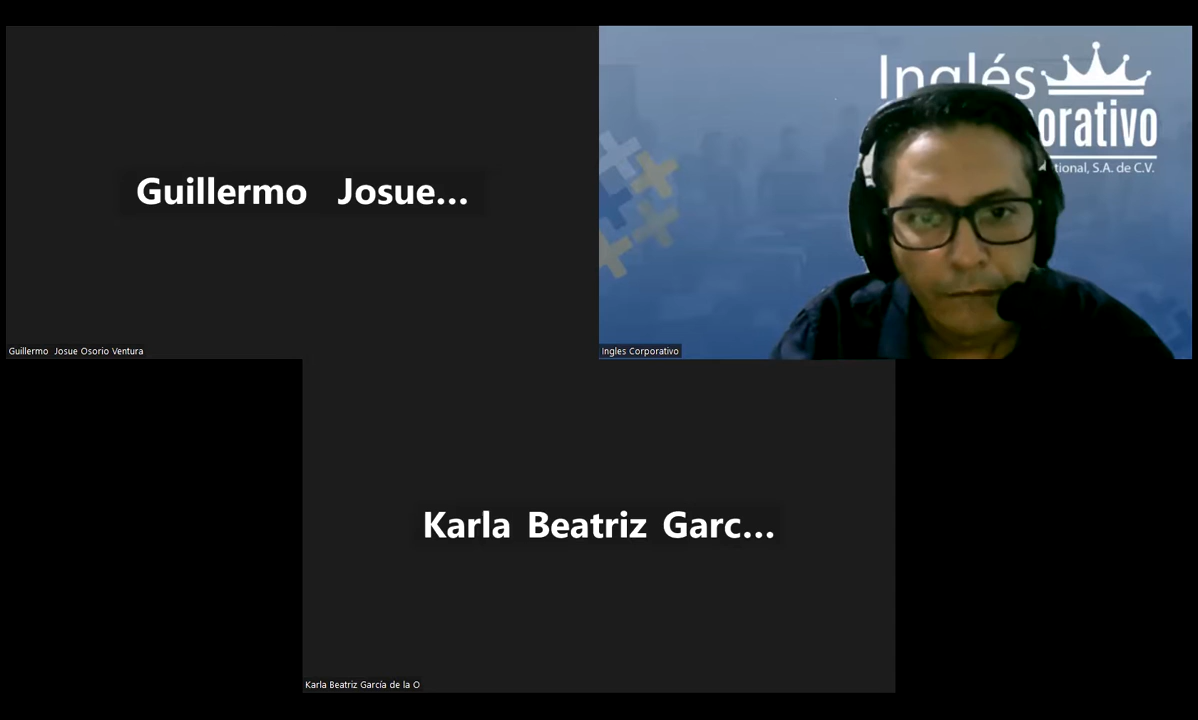 Guillermo Josue...
Guillermo Josue Osorio Ventura
Inglés
orativo
tional, S.A. de C.V.
Ingles Corporativo
Karla Beatriz Garc...
Karla Beatriz García de la O